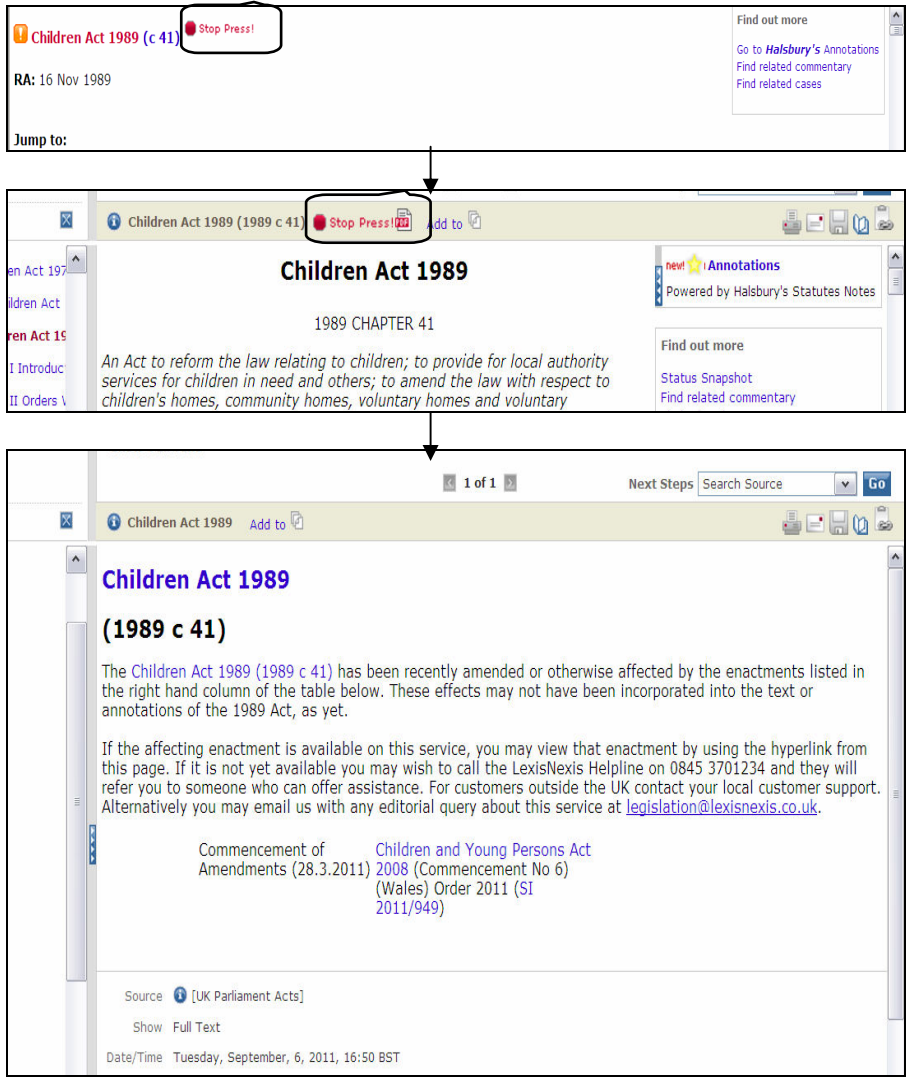 Children Act 1989 (c 41) Stop Press!
RA: 16 Nov 1989
Jump to:
Find out more
Go to Halsbury's Annotations
Find related commentary
Find related cases
Children Act 1989 (1989 c 41) Stop Press! PDF Add to
en Act 197
ildren Act
ren Act 19
I Introduc
II Orders
Children Act 1989
1989 CHAPTER 41
An Act to reform the law relating to children; to provide for local authority
services for children in need and others; to amend the law with respect to
children's homes, community homes, voluntary homes and voluntary
new! Annotations
Powered by Halsbury's Statutes Notes
Find out more
Status Snapshot
Find related commentary
1 of 1 Next Steps Search Source Go
Children Act 1989 Add to
Children Act 1989
(1989 c 41)
The Children Act 1989 (1989 c 41) has been recently amended or otherwise affected by the enactments listed in
the right hand column of the table below. These effects may not have been incorporated into the text or
annotations of the 1989 Act, as yet.
If the affecting enactment is available on this service, you may view that enactment by using the hyperlink from
this page. If it is not yet available you may wish to call the LexisNexis Helpline on 0845 3701234 and they will
refer you to someone who can offer assistance. For customers outside the UK contact your local customer support.
Alternatively you may email us with any editorial query about this service at legislation@lexisnexis.co.uk.
Commencement of
Amendments (28.3.2011)
Children and Young Persons Act
2008 (Commencement No 6)
(Wales) Order 2011 (SI
2011/949)
Source [UK Parliament Acts]
Show Full Text
Date/Time Tuesday, September, 6, 2011, 16:50 BST